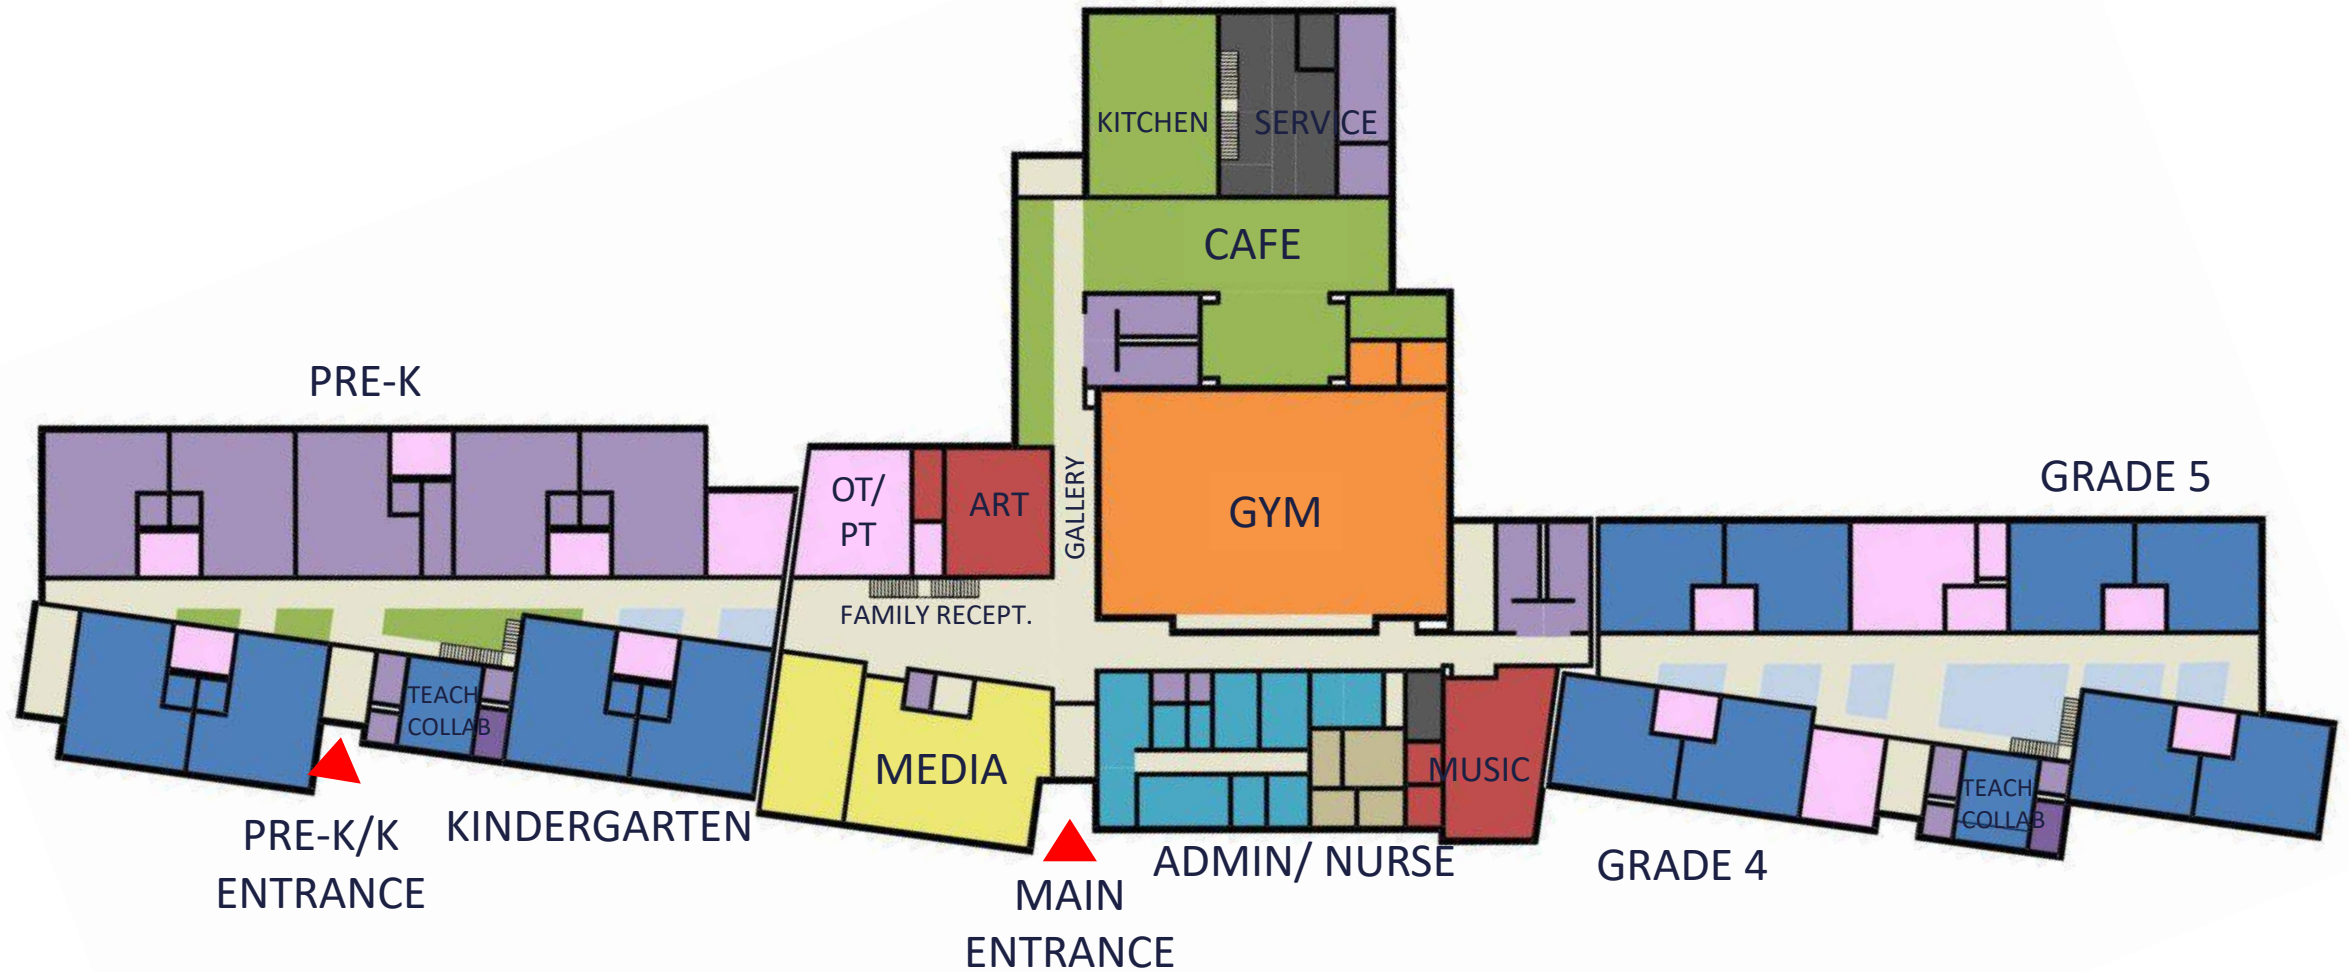 KITCHEN
SERVICE
CAFE
PRE-K
OT/
PT
ART
GALLERY
GYM
GRADE 5
FAMILY RECEPT.
TEACH
COLLAB
MEDIA
MUSIC
TEACH
COLLAB
PRE-K/K
ENTRANCE
KINDERGARTEN
MAIN
ENTRANCE
ADMIN/ NURSE
GRADE 4